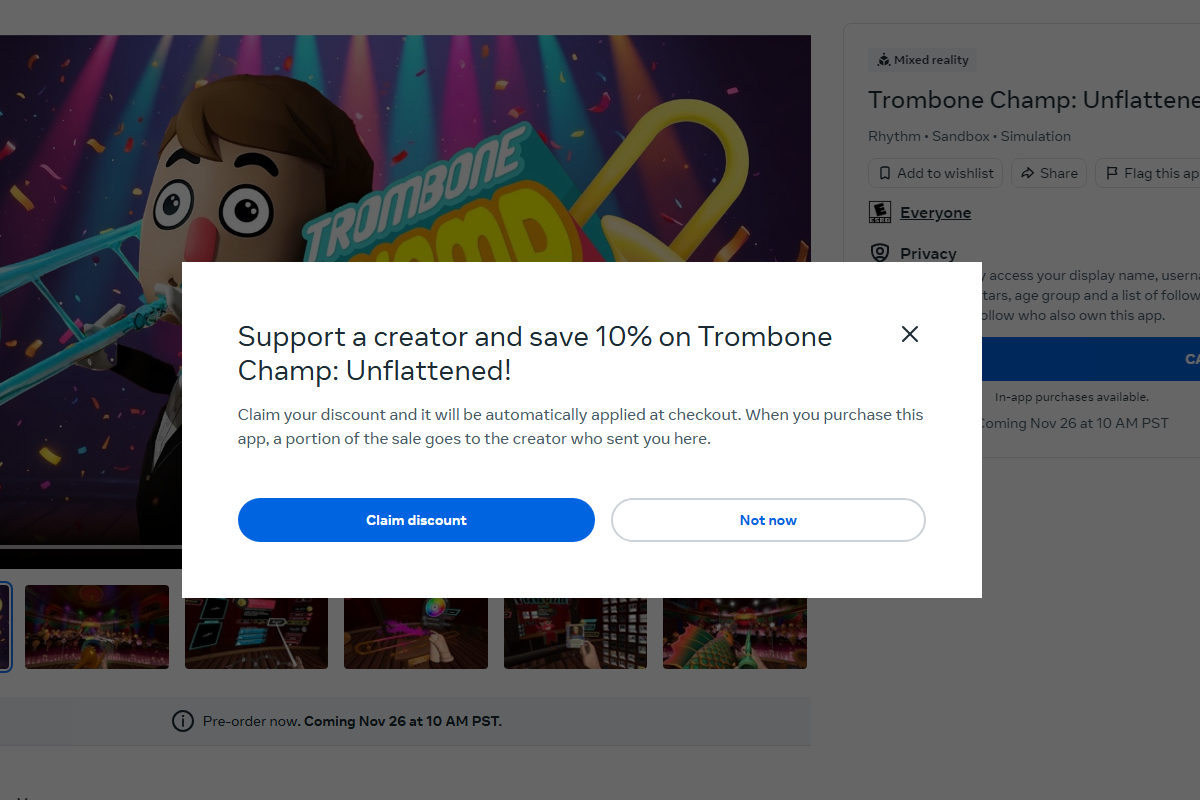 Mixed reality
Trombone Champ: Unflattene
Rhythm • Sandbox • Simulation
Add to wishlist
Share
Flag this ap
TROMBONE
Everyone
Privacy
y access your display name, userna
tars, age group and a list of follow
ollow who also own this app.
CA
In-app purchases available.
Coming Nov 26 at 10 AM PST
Support a creator and save 10% on Trombone
Champ: Unflattened!
Claim your discount and it will be automatically applied at checkout. When you purchase this
app, a portion of the sale goes to the creator who sent you here.
Claim discount
Not now
Pre-order now. Coming Nov 26 at 10 AM PST.